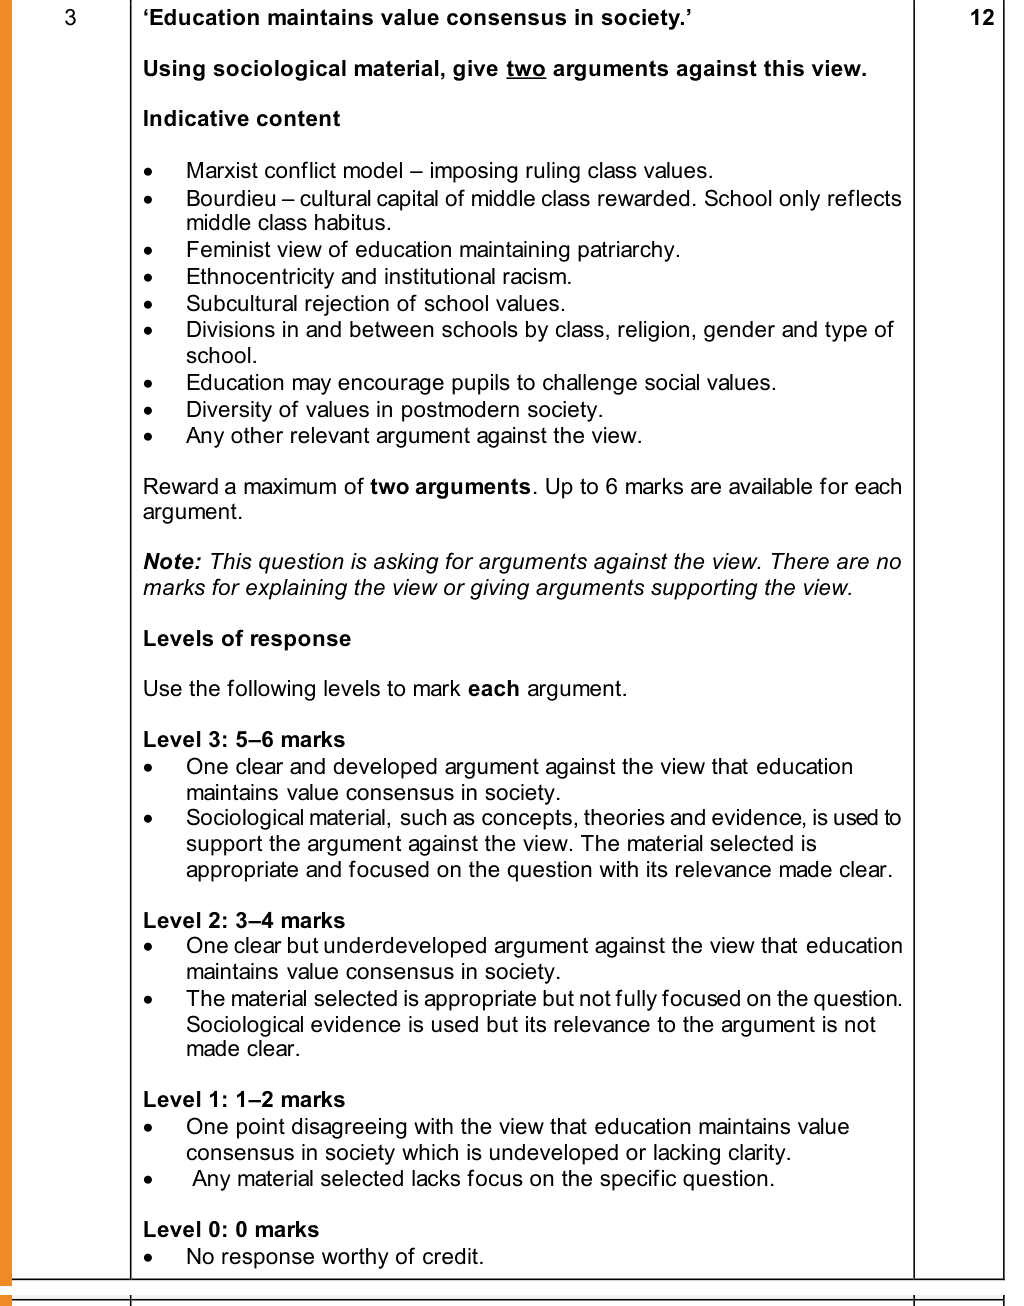 3
‘Education maintains value consensus in society.’
12
Using sociological material, give two arguments against this view.
Indicative content
• Marxist conflict model – imposing ruling class values.
• Bourdieu – cultural capital of middle class rewarded. School only reflects
middle class habitus.
• Feminist view of education maintaining patriarchy.
• Ethnocentricity and institutional racism.
• Subcultural rejection of school values.
• Divisions in and between schools by class, religion, gender and type of
school.
• Education may encourage pupils to challenge social values.
• Diversity of values in postmodern society.
• Any other relevant argument against the view.
Reward a maximum of two arguments. Up to 6 marks are available for each
argument.
Note: This question is asking for arguments against the view. There are no
marks for explaining the view or giving arguments supporting the view.
Levels of response
Use the following levels to mark each argument.
Level 3: 5–6 marks
• One clear and developed argument against the view that education
maintains value consensus in society.
• Sociological material, such as concepts, theories and evidence, is used to
support the argument against the view. The material selected is
appropriate and focused on the question with its relevance made clear.
Level 2: 3–4 marks
• One clear but underdeveloped argument against the view that education
maintains value consensus in society.
• The material selected is appropriate but not fully focused on the question.
Sociological evidence is used but its relevance to the argument is not
made clear.
Level 1: 1–2 marks
• One point disagreeing with the view that education maintains value
consensus in society which is undeveloped or lacking clarity.
• Any material selected lacks focus on the specific question.
Level 0: 0 marks
• No response worthy of credit.